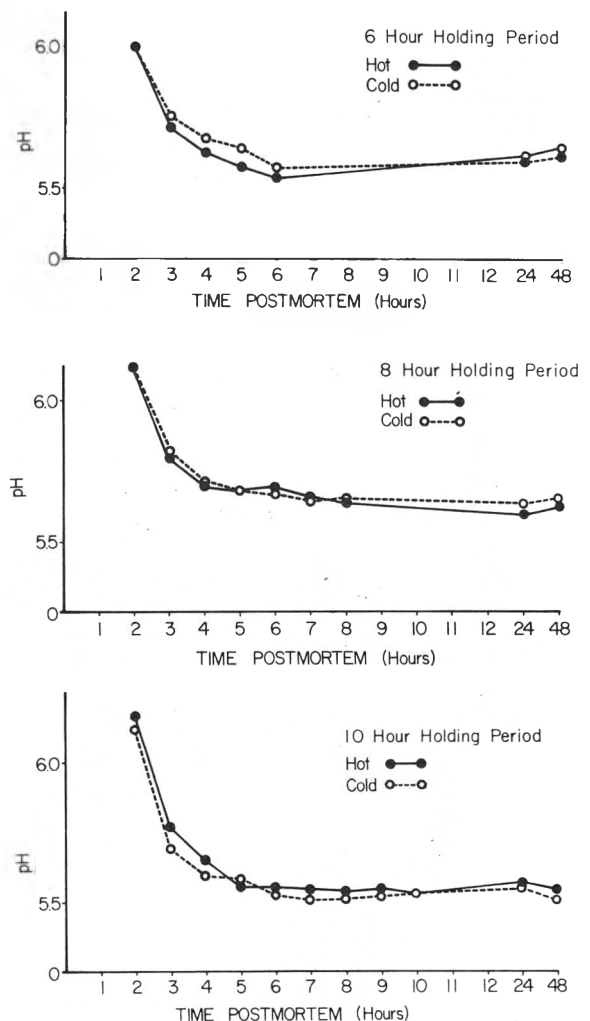 6 Hour Holding Period
Hot
Cold
6.0
pH
5.5
0
1 2 3 4 5 6 7 8 9 10 11 12 24 48
TIME POSTMORTEM (Hours)
8 Hour Holding Period
Hot
Cold
6.0
pH
5.5
0
1 2 3 4 5 6 7 8 9 10 11 12 24 48
TIME POSTMORTEM (Hours)
10 Hour Holding Period
Hot
Cold
6.0
pH
5.5
0
1 2 3 4 5 6 7 8 9 10 11 12 24 48
TIME POSTMORTEM (Hours)